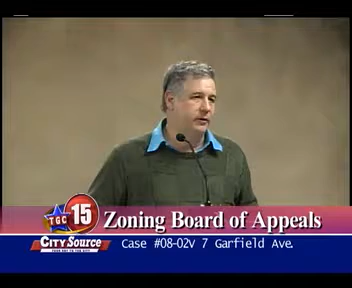 TGC 15
Zoning Board of Appeals
CITY SOURCE
Case #08-02V 7 Garfield Ave.